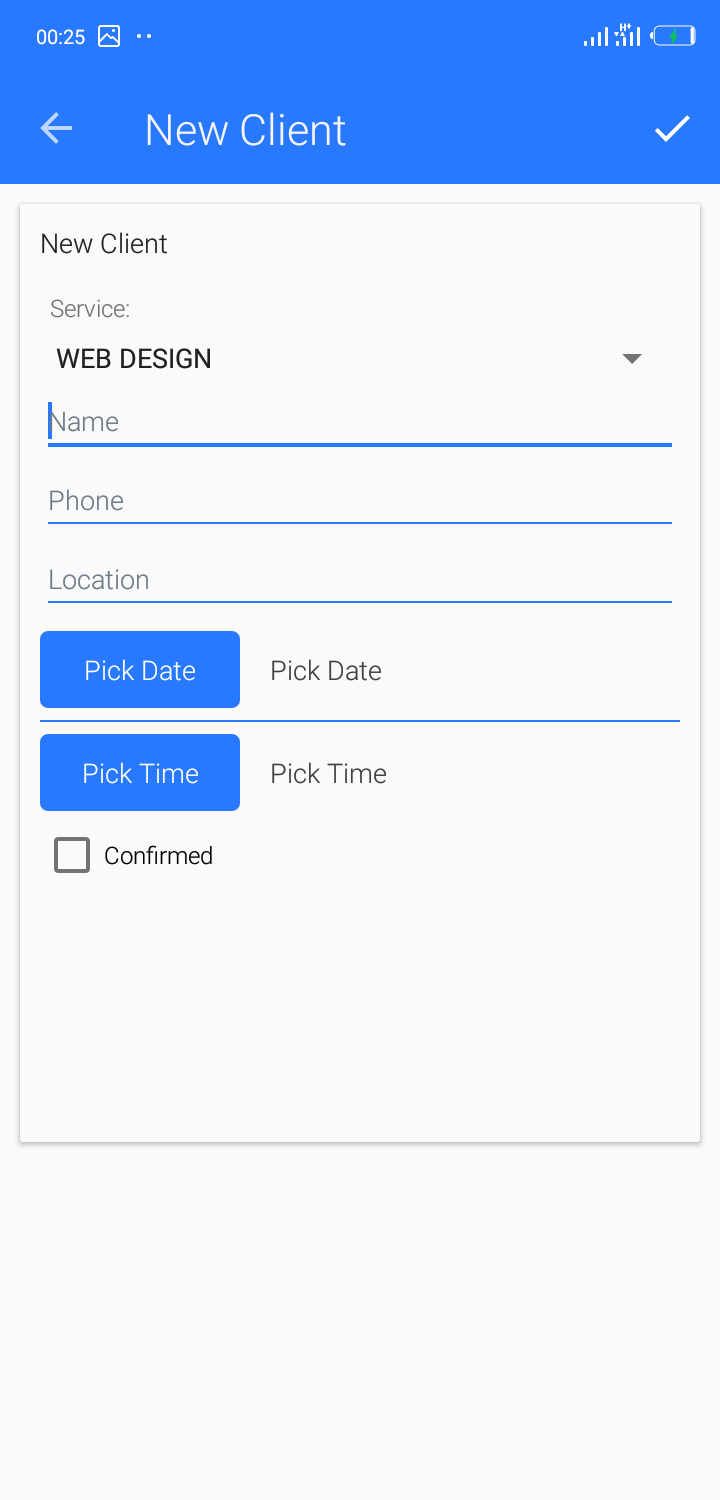 00:25
New Client
New Client
Service:
WEB DESIGN
Name
Phone
Location
Pick Date Pick Date
Pick Time Pick Time
Confirmed